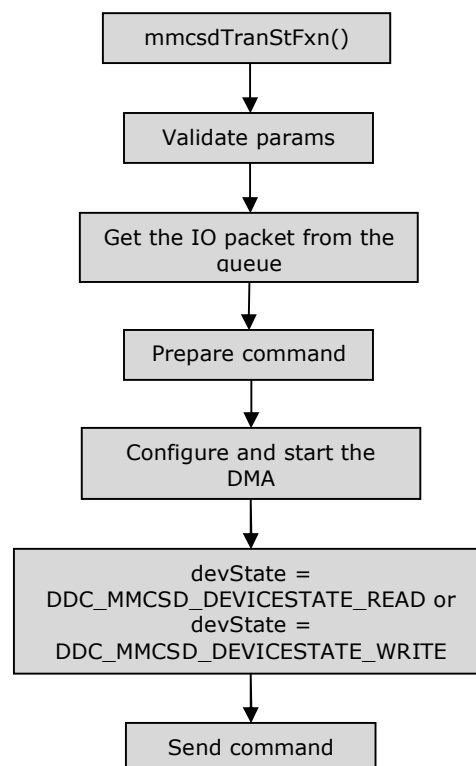 mmcsdTranStFxn()
Validate params
Get the IO packet from the
queue
Prepare command
Configure and start the
DMA
devState =
DDC_MMCSD_DEVICESTATE_READ or
devState =
DDC_MMCSD_DEVICESTATE_WRITE
Send command